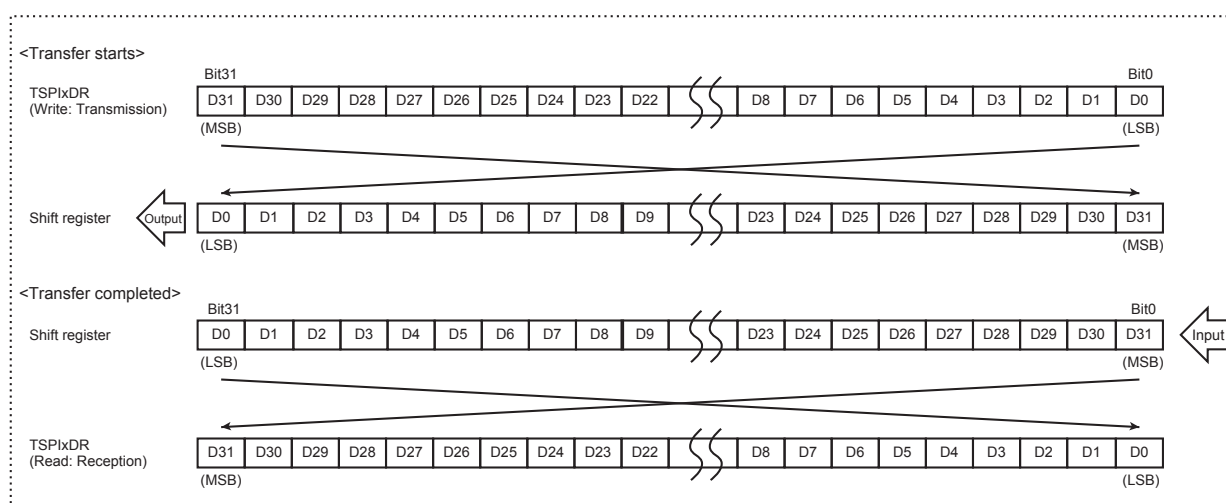 <Transfer starts>
Bit31 Bit0
TSPIxDR
(Write: Transmission)
D31 D30 D29 D28 D27 D26 D25 D24 D23 D22 D8 D7 D6 D5 D4 D3 D2 D1 D0
(MSB) (LSB)
Shift register
Output
D0 D1 D2 D3 D4 D5 D6 D7 D8 D9 D23 D24 D25 D26 D27 D28 D29 D30 D31
(LSB) (MSB)
<Transfer completed>
Bit31 Bit0
Shift register
D0 D1 D2 D3 D4 D5 D6 D7 D8 D9 D23 D24 D25 D26 D27 D28 D29 D30 D31
Input
(LSB) (MSB)
TSPIxDR
(Read: Reception)
D31 D30 D29 D28 D27 D26 D25 D24 D23 D22 D8 D7 D6 D5 D4 D3 D2 D1 D0
(MSB) (LSB)